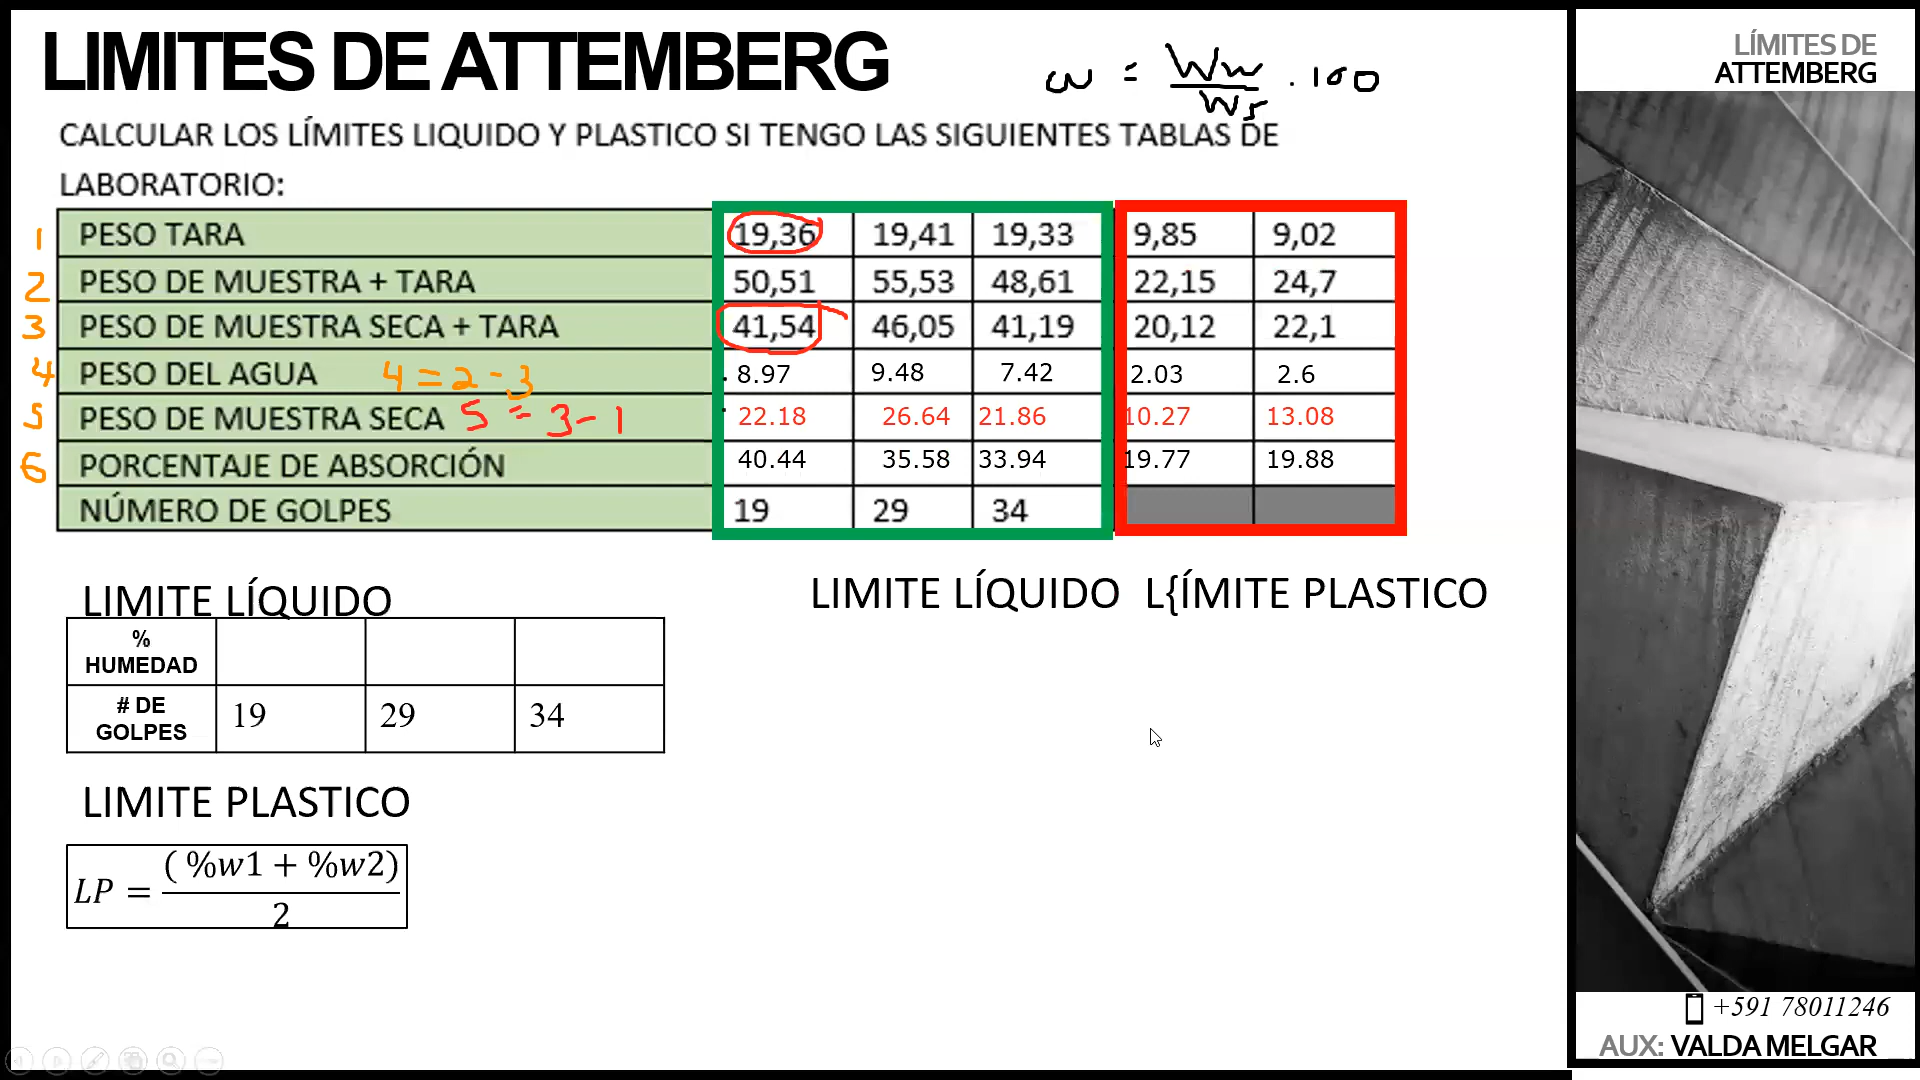 LIMITES DE ATTEMBERG
ω = Ww/Ws . 100
CALCULAR LOS LÍMITES LIQUIDO Y PLASTICO SI TENGO LAS SIGUIENTES TABLAS DE
LABORATORIO:
1 PESO TARA 19,36 19,41 19,33 9,85 9,02
2 PESO DE MUESTRA + TARA 50,51 55,53 48,61 22,15 24,7
3 PESO DE MUESTRA SECA + TARA 41,54 46,05 41,19 20,12 22,1
4 PESO DEL AGUA 4 = 2 - 3 8.97 9.48 7.42 2.03 2.6
5 PESO DE MUESTRA SECA 5 = 3 - 1 22.18 26.64 21.86 10.27 13.08
6 PORCENTAJE DE ABSORCIÓN 40.44 35.58 33.94 19.77 19.88
NÚMERO DE GOLPES 19 29 34
LIMITE LÍQUIDO
%
HUMEDAD
# DE
GOLPES 19 29 34
LIMITE PLASTICO
LP = ( %w1 + %w2) / 2
LIMITE LÍQUIDO L{ÍMITE PLASTICO
LÍMITES DE
ATTEMBERG
+591 78011246
AUX: VALDA MELGAR